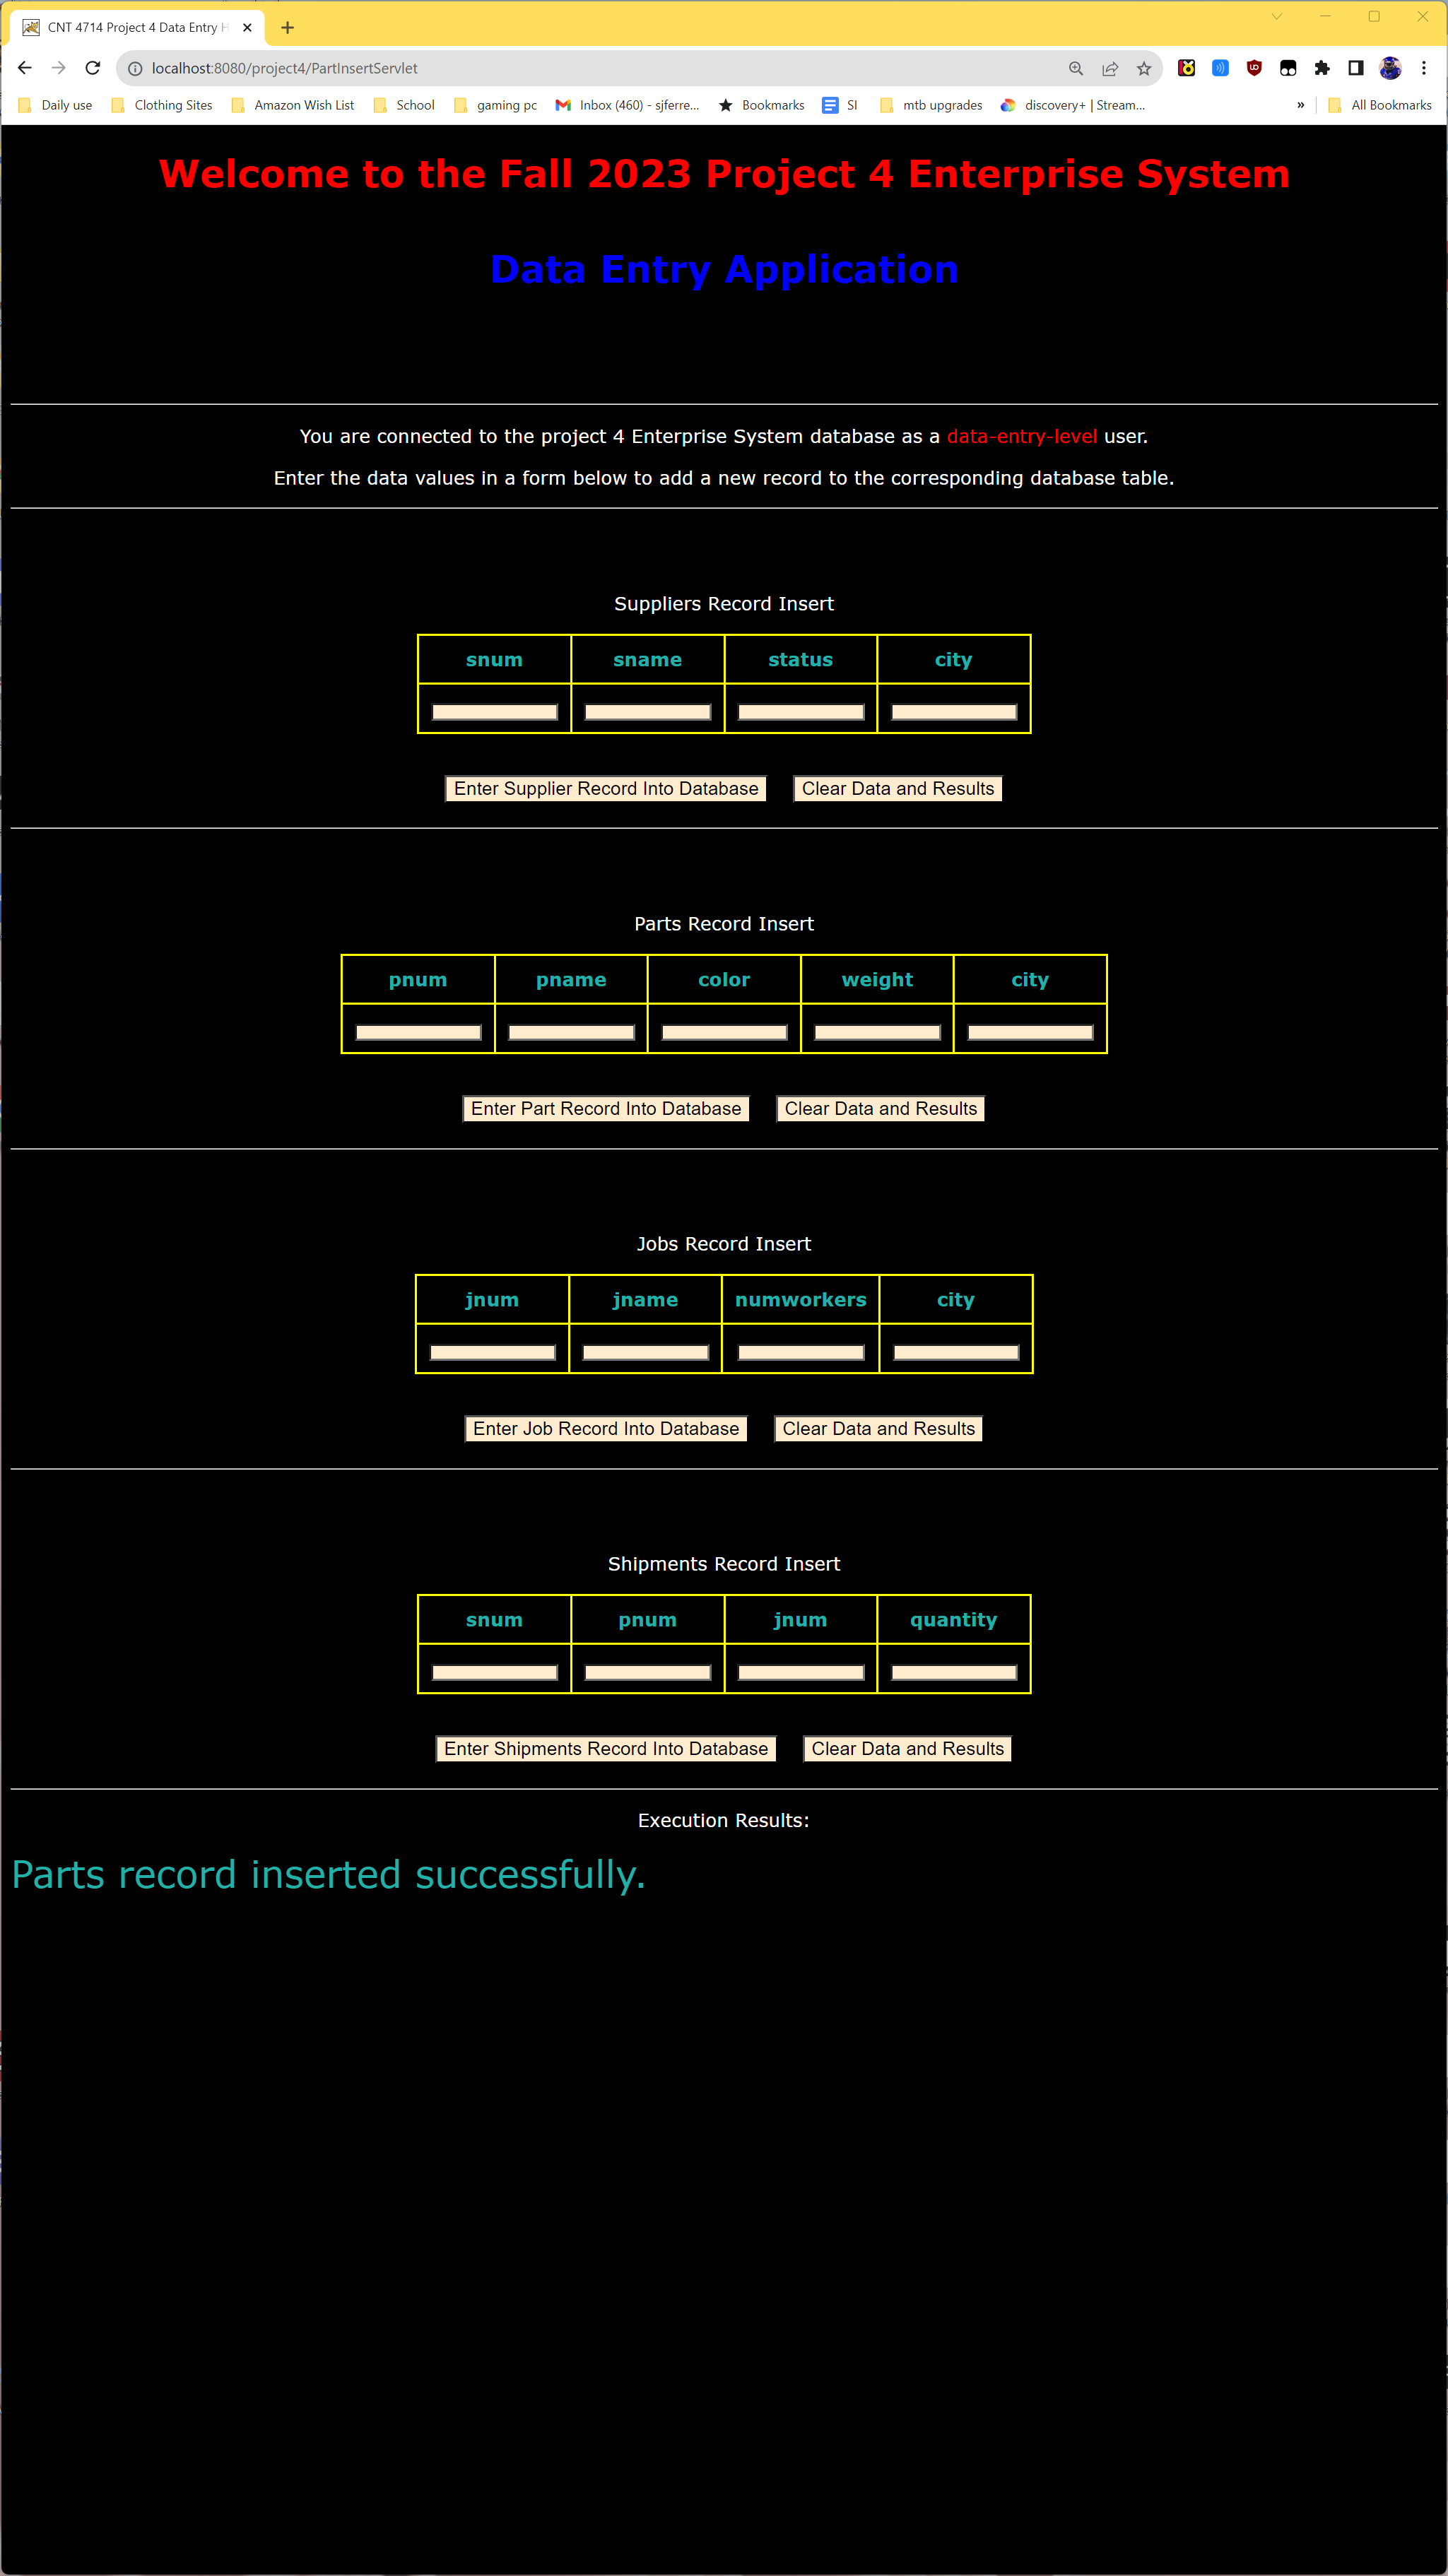 CNT 4714 Project 4 Data Entry H
localhost:8080/project4/PartInsertServlet
Daily use Clothing Sites Amazon Wish List School gaming pc Inbox (460) - sjferre... Bookmarks SI mtb upgrades discovery+ | Stream... » All Bookmarks
Welcome to the Fall 2023 Project 4 Enterprise System
Data Entry Application
You are connected to the project 4 Enterprise System database as a data-entry-level user.
Enter the data values in a form below to add a new record to the corresponding database table.
Suppliers Record Insert
snum sname status city
Enter Supplier Record Into Database Clear Data and Results
Parts Record Insert
pnum pname color weight city
Enter Part Record Into Database Clear Data and Results
Jobs Record Insert
jnum jname numworkers city
Enter Job Record Into Database Clear Data and Results
Shipments Record Insert
snum pnum jnum quantity
Enter Shipments Record Into Database Clear Data and Results
Execution Results:
Parts record inserted successfully.